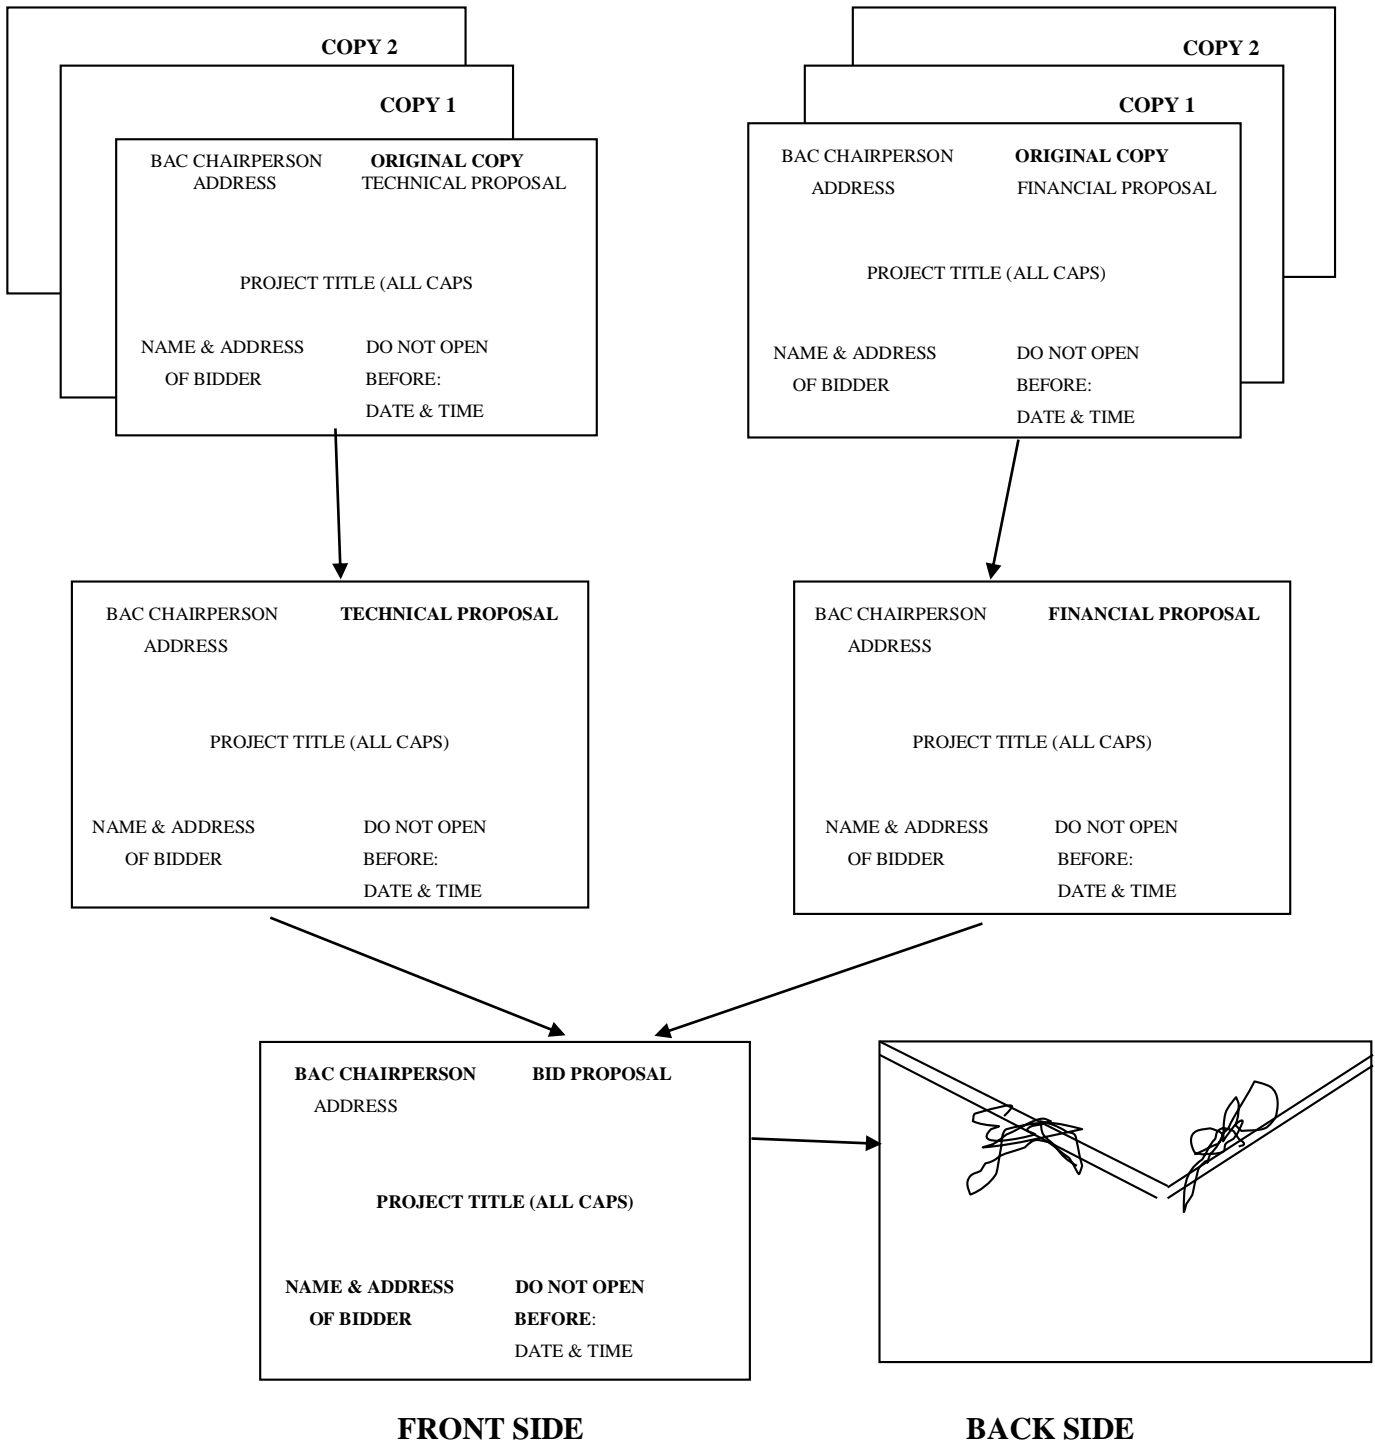 COPY 2
COPY 1
BAC CHAIRPERSON ORIGINAL COPY
ADDRESS TECHNICAL PROPOSAL
PROJECT TITLE (ALL CAPS
NAME & ADDRESS DO NOT OPEN
OF BIDDER BEFORE:
DATE & TIME
COPY 2
COPY 1
BAC CHAIRPERSON ORIGINAL COPY
ADDRESS FINANCIAL PROPOSAL
PROJECT TITLE (ALL CAPS)
NAME & ADDRESS DO NOT OPEN
OF BIDDER BEFORE:
DATE & TIME
BAC CHAIRPERSON TECHNICAL PROPOSAL
ADDRESS
PROJECT TITLE (ALL CAPS)
NAME & ADDRESS DO NOT OPEN
OF BIDDER BEFORE:
DATE & TIME
BAC CHAIRPERSON FINANCIAL PROPOSAL
ADDRESS
PROJECT TITLE (ALL CAPS)
NAME & ADDRESS DO NOT OPEN
OF BIDDER BEFORE:
DATE & TIME
BAC CHAIRPERSON BID PROPOSAL
ADDRESS
PROJECT TITLE (ALL CAPS)
NAME & ADDRESS DO NOT OPEN
OF BIDDER BEFORE:
DATE & TIME
FRONT SIDE BACK SIDE